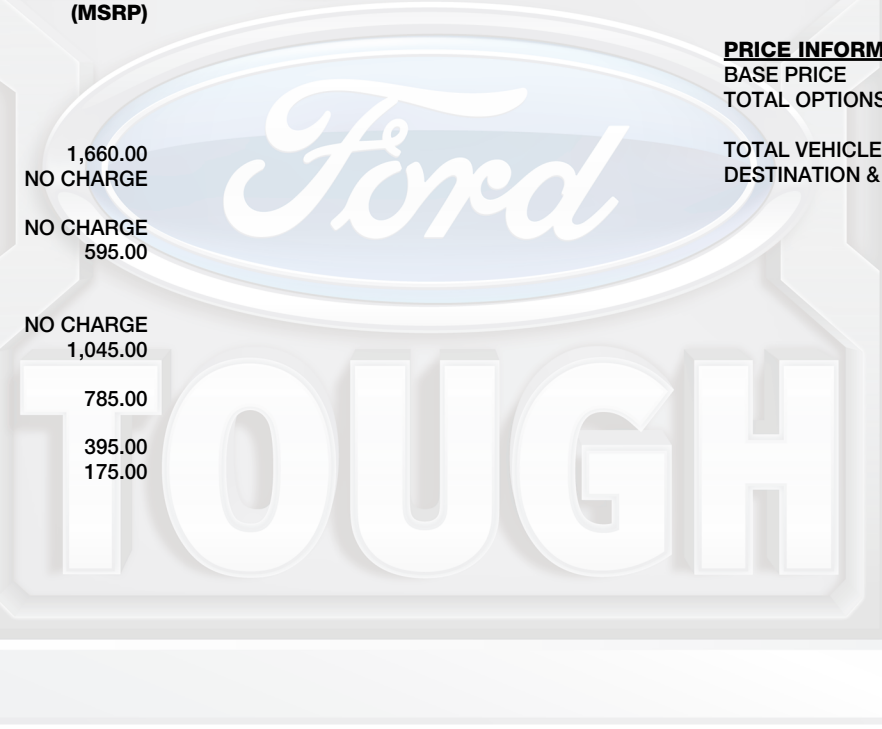 (MSRP)
1,660.00
NO CHARGE
NO CHARGE
595.00
NO CHARGE
1,045.00
785.00
395.00
175.00
PRICE INFORM
BASE PRICE
TOTAL OPTIONS
TOTAL VEHICLE
DESTINATION &
Ford
TOUGH